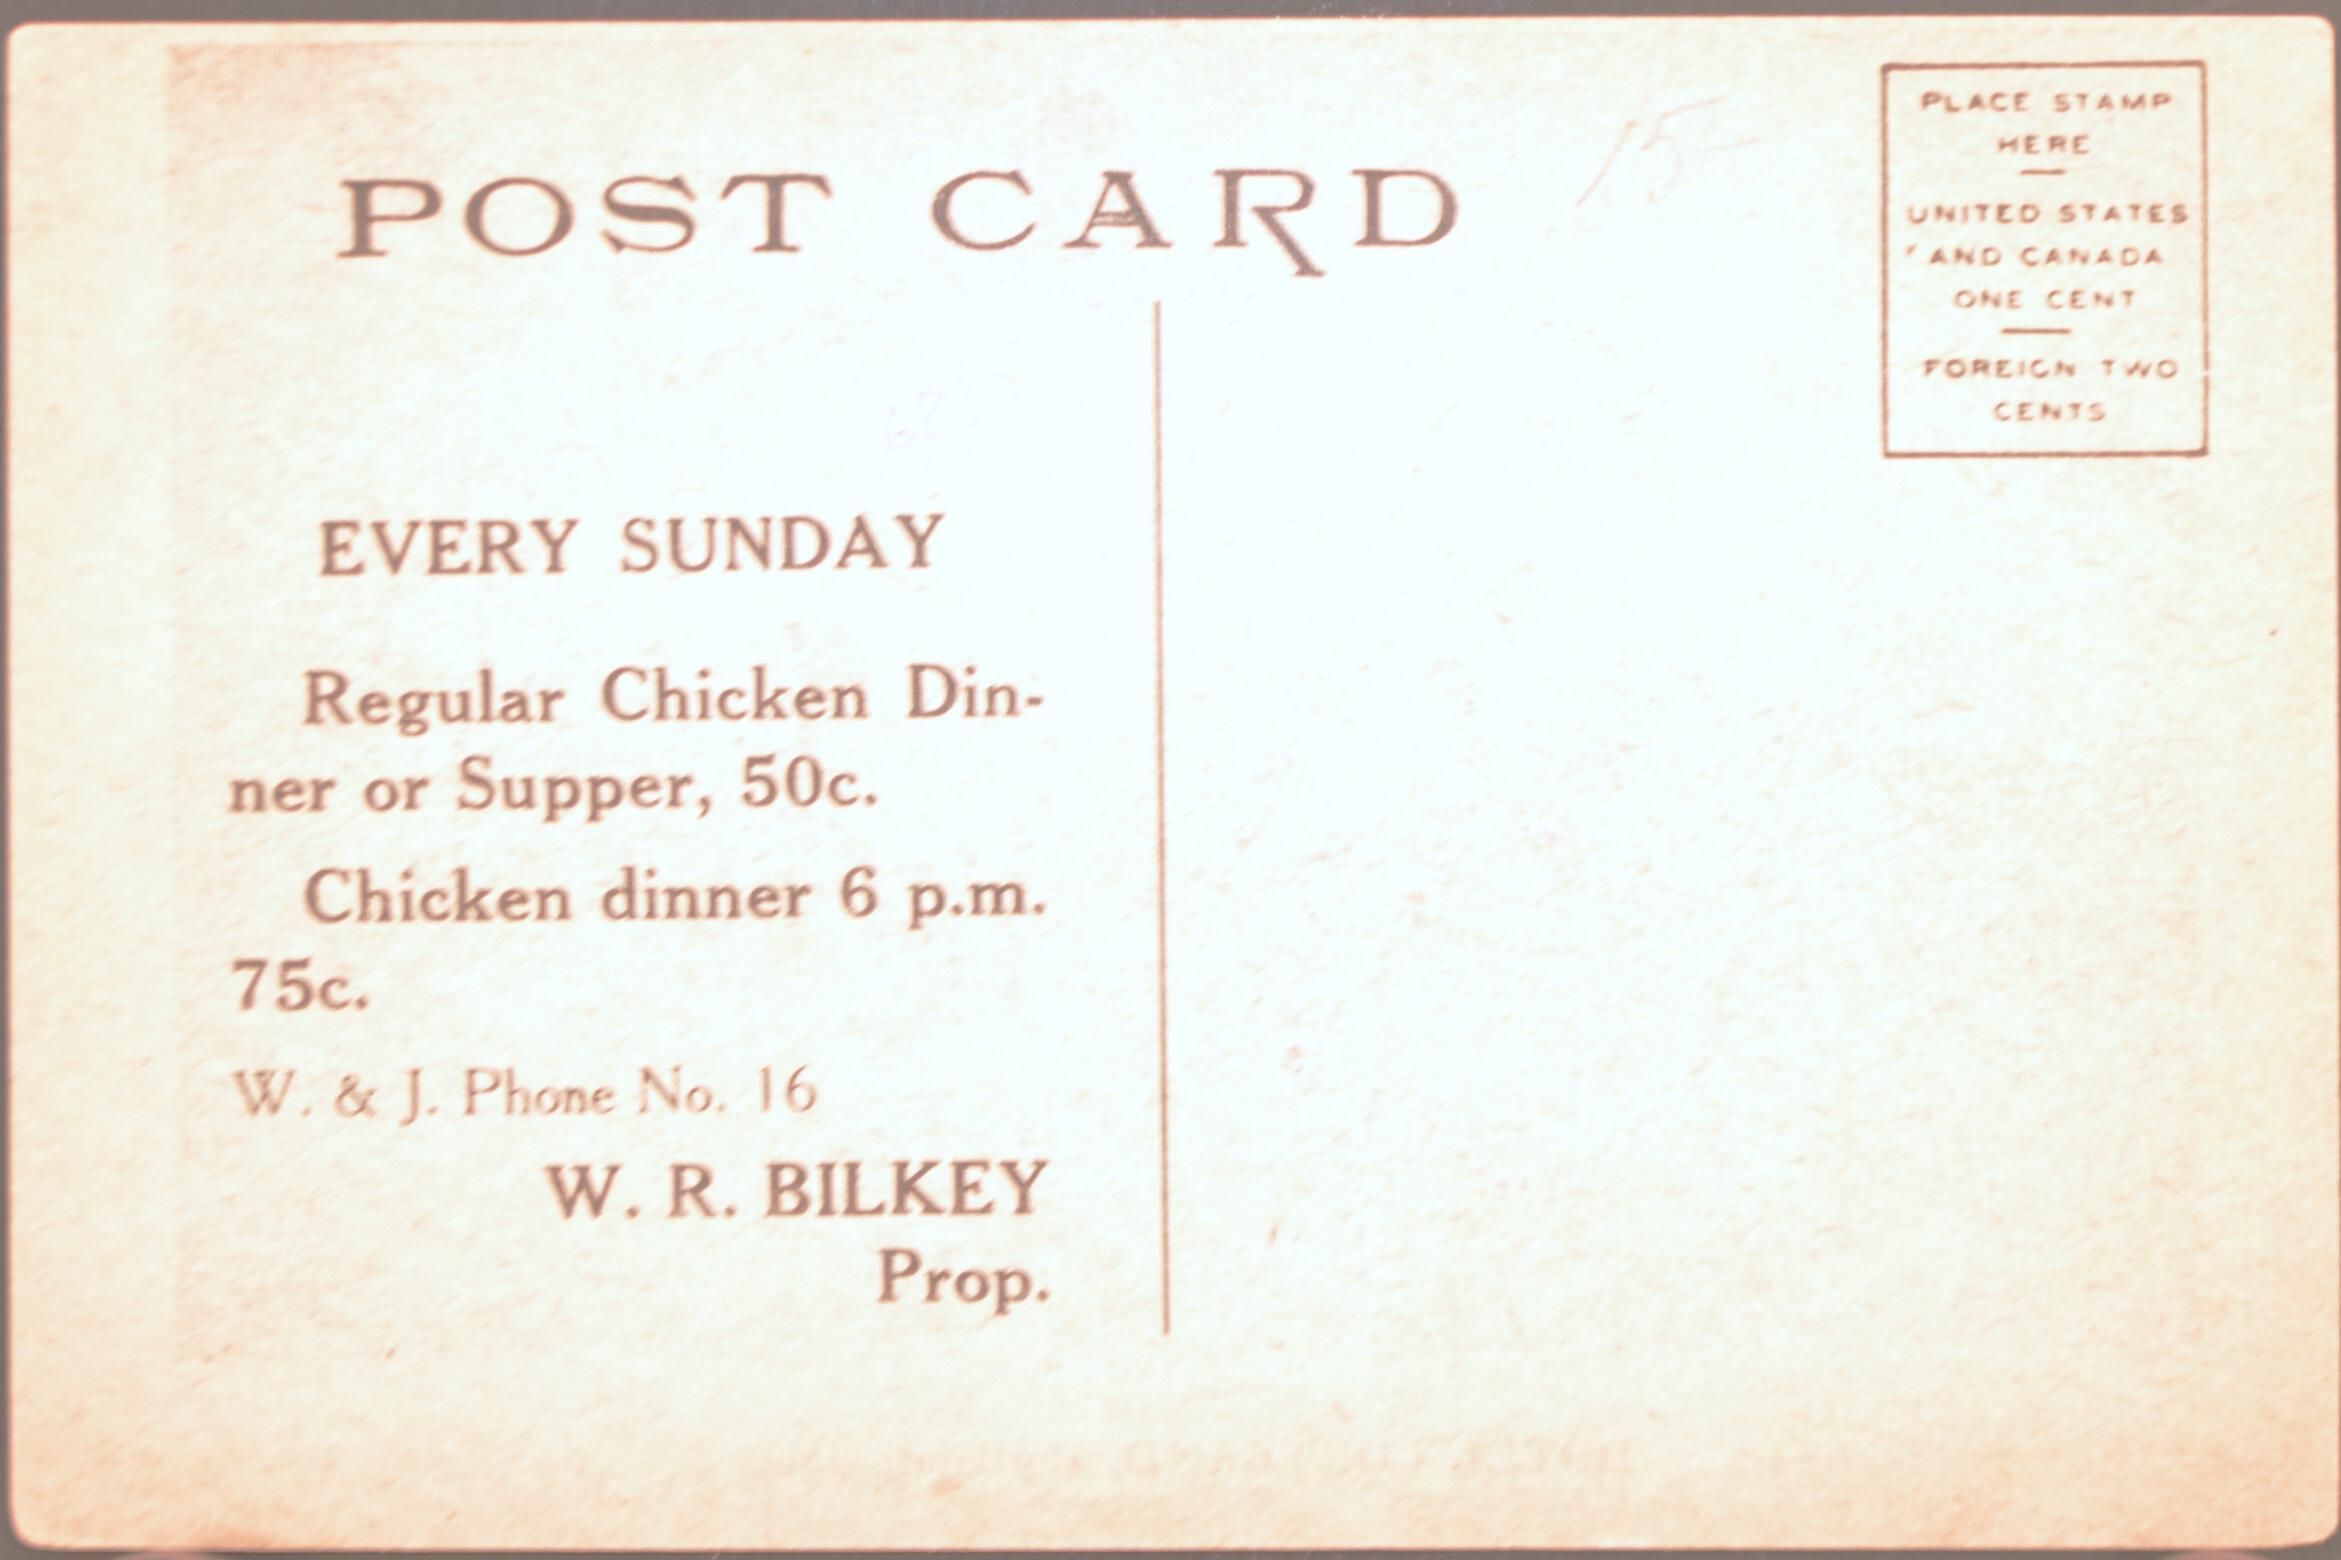 POST CARD
15-
PLACE STAMP
HERE
UNITED STATES
AND CANADA
ONE CENT
FOREIGN TWO
CENTS
EVERY SUNDAY
Regular Chicken Din-
ner or Supper, 50c.
Chicken dinner 6 p.m.
75c.
W. & J. Phone No. 16
W. R. BILKEY
Prop.